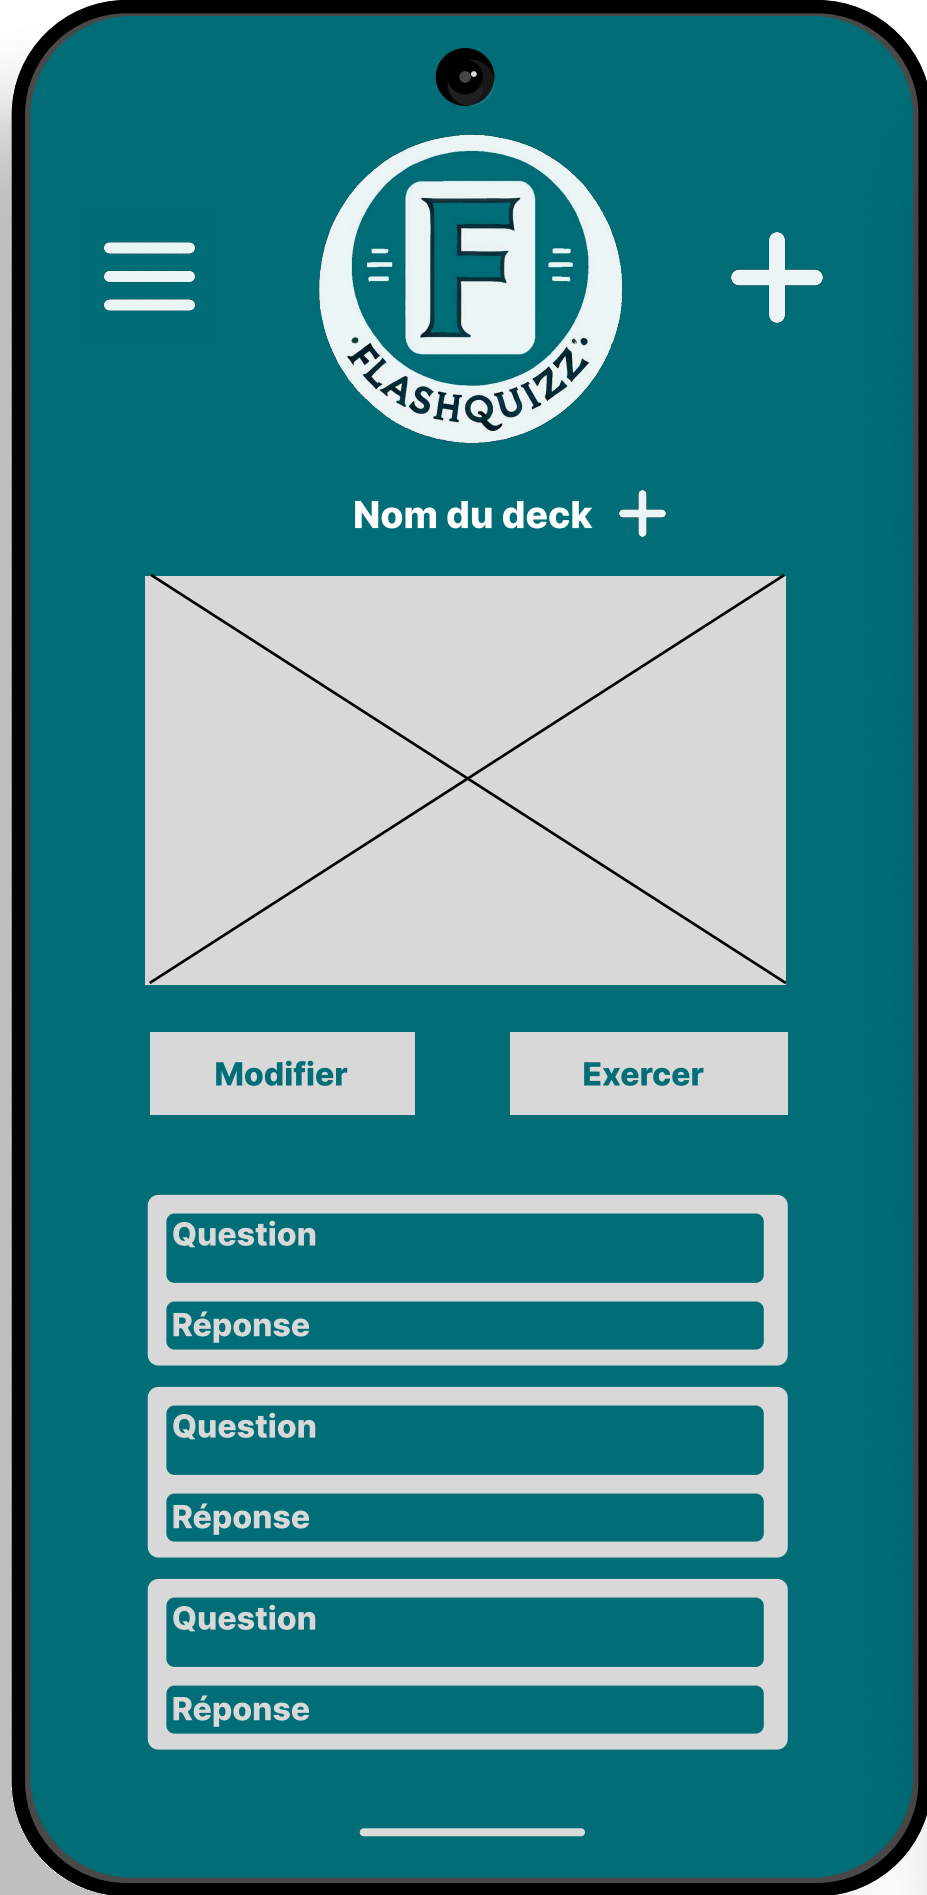 F
FLASHQUIZZ
Nom du deck
Modifier
Exercer
Question
Réponse
Question
Réponse
Question
Réponse